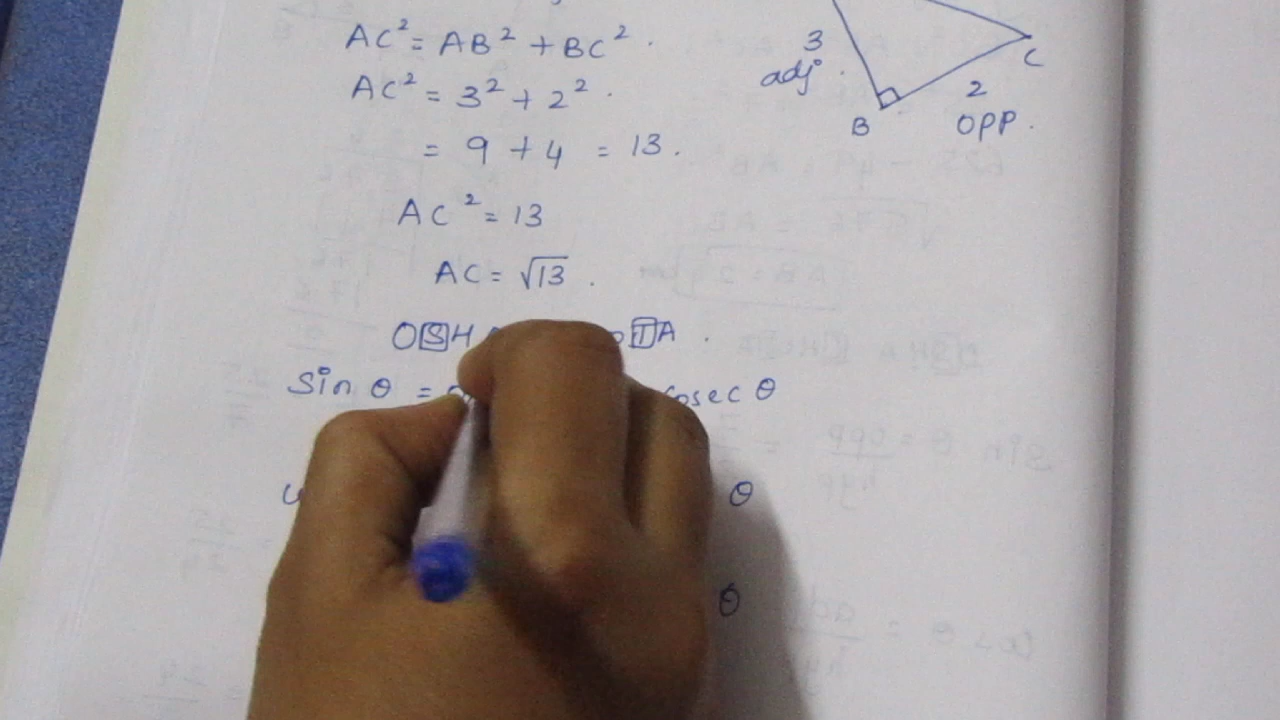 AC² = AB² + BC².
AC² = 3² + 2².
= 9 + 4 = 13.
AC² = 13
AC = √13.
OSH TA.
Sin θ = cosec θ
θ
θ
3
adj.
B
2
opp.
C